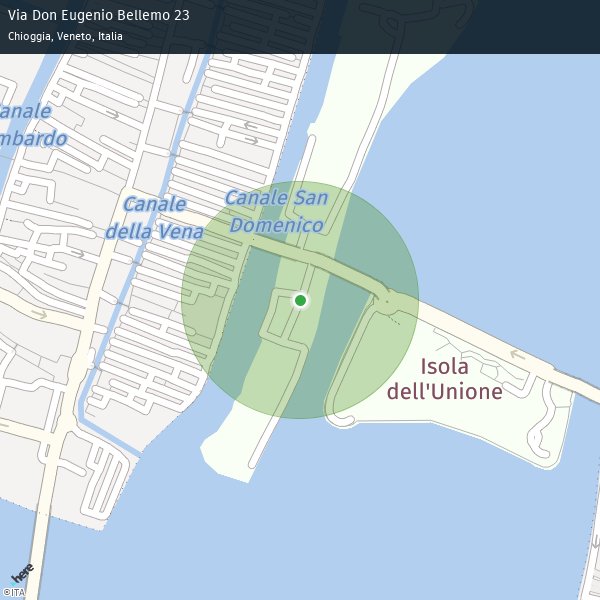 Via Don Eugenio Bellemo 23
Chioggia, Veneto, Italia
Canale
Lombardo
Canale
della Vena
Canale San
Domenico
Isola
dell'Unione
here
©ITA